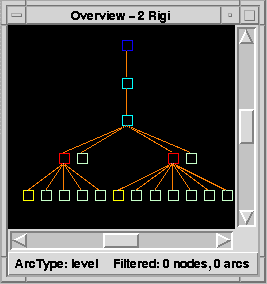 Overview – 2 Rigi
ArcType: level Filtered: 0 nodes, 0 arcs